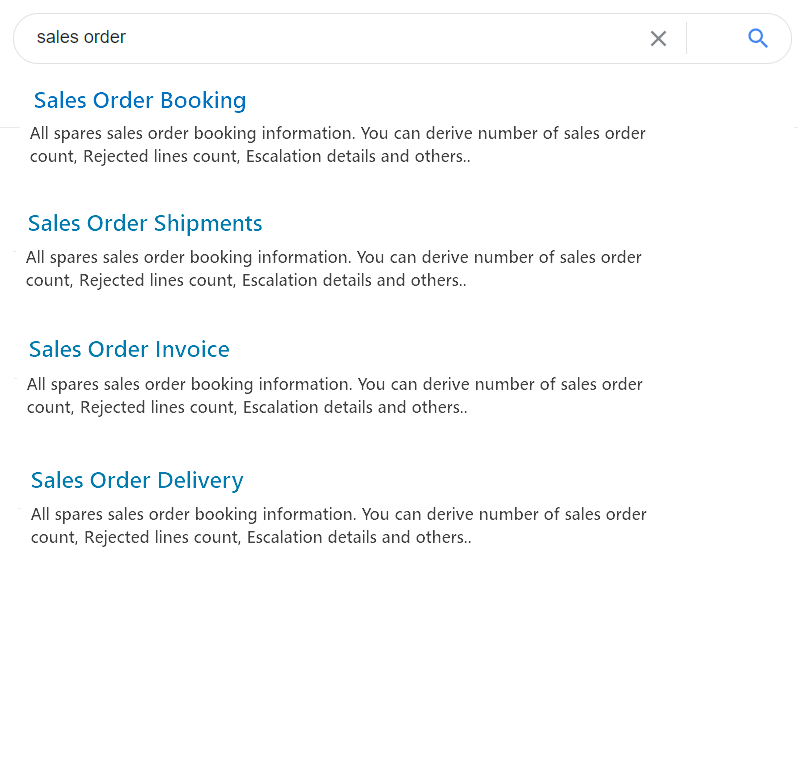 sales order
Sales Order Booking
All spares sales order booking information. You can derive number of sales order
count, Rejected lines count, Escalation details and others..
Sales Order Shipments
All spares sales order booking information. You can derive number of sales order
count, Rejected lines count, Escalation details and others..
Sales Order Invoice
All spares sales order booking information. You can derive number of sales order
count, Rejected lines count, Escalation details and others..
Sales Order Delivery
All spares sales order booking information. You can derive number of sales order
count, Rejected lines count, Escalation details and others..